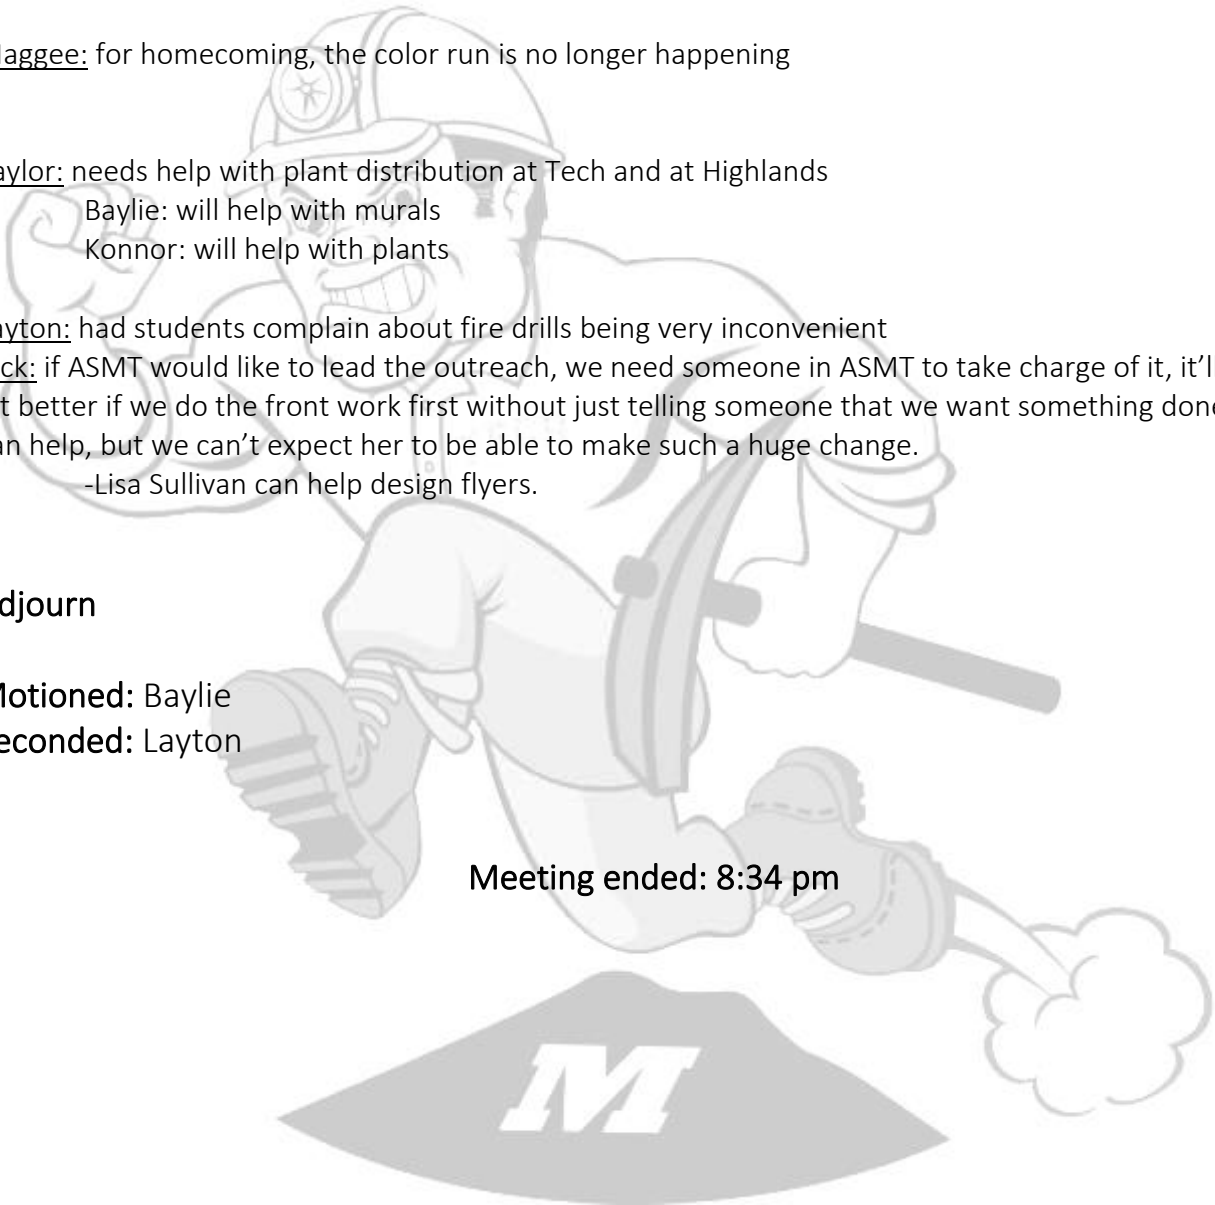 Maggee: for homecoming, the color run is no longer happening
aylor: needs help with plant distribution at Tech and at Highlands
Baylie: will help with murals
Konnor: will help with plants
ayton: had students complain about fire drills being very inconvenient
ck: if ASMT would like to lead the outreach, we need someone in ASMT to take charge of it, it’ll
t better if we do the front work first without just telling someone that we want something done
an help, but we can’t expect her to be able to make such a huge change.
-Lisa Sullivan can help design flyers.
djourn
Motioned: Baylie
econded: Layton
Meeting ended: 8:34 pm
M